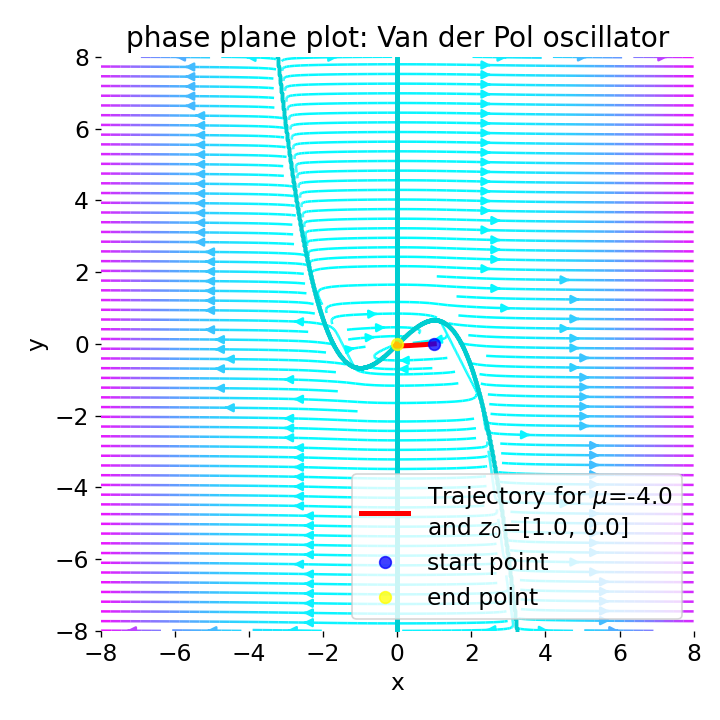 phase plane plot: Van der Pol oscillator
8
6
4
2
0
−2
−4
−6
−8
y
Trajectory for μ=-4.0
and z₀=[1.0, 0.0]
start point
end point
−8 −6 −4 −2 0 2 4 6 8
x